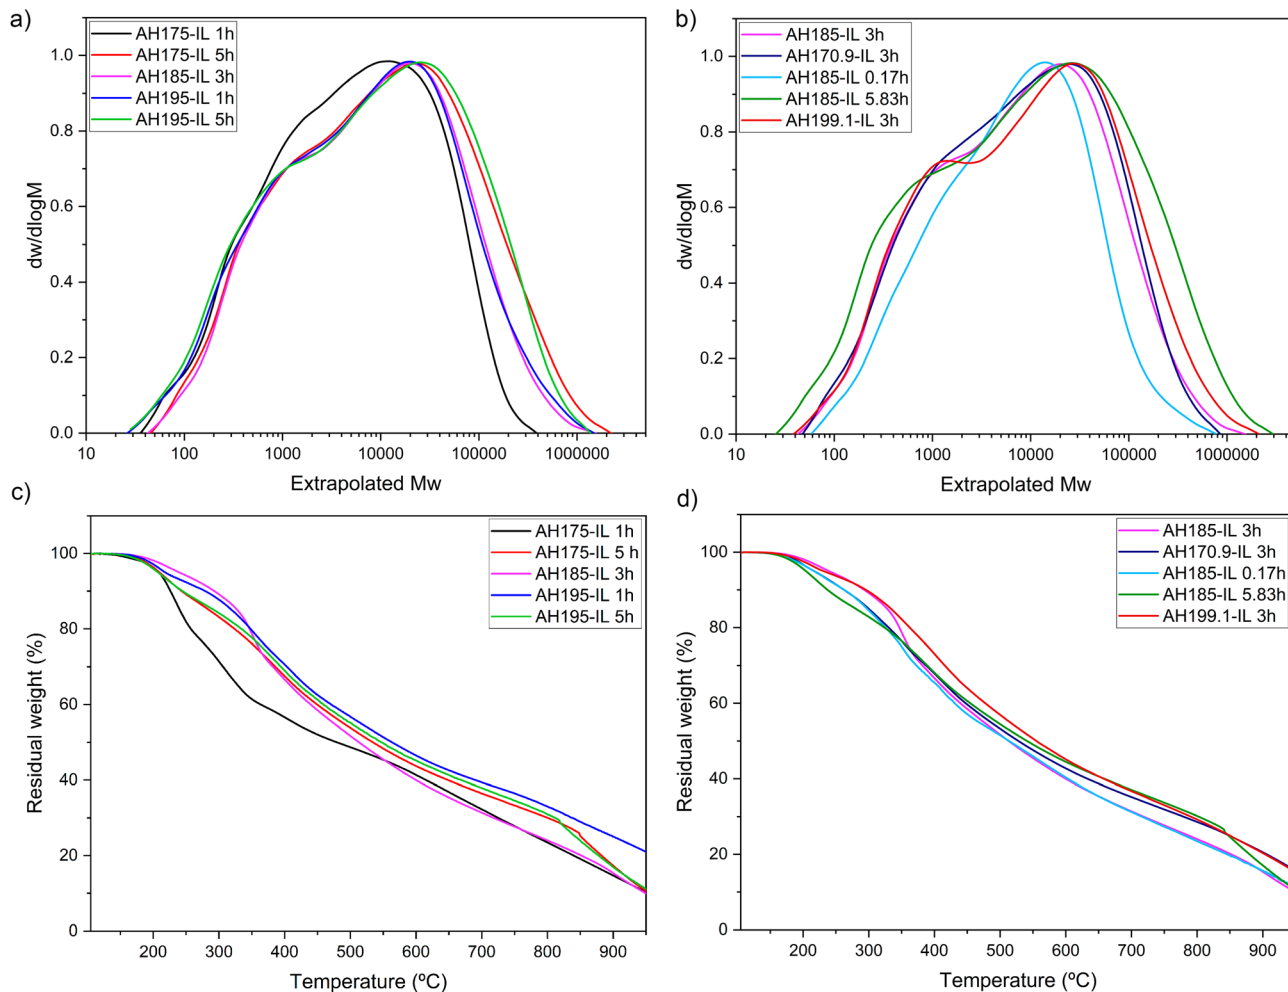 a)
AH175-IL 1h
AH175-IL 5h
AH185-IL 3h
AH195-IL 1h
AH195-IL 5h
1.0
0.8
0.6
0.4
0.2
0.0
dw/dlogM
10
100
1000
10000
100000
1000000
Extrapolated Mw
b)
AH185-IL 3h
AH170.9-IL 3h
AH185-IL 0.17h
AH185-IL 5.83h
AH199.1-IL 3h
1.0
0.8
0.6
0.4
0.2
0.0
dw/dlogM
10
100
1000
10000
100000
1000000
Extrapolated Mw
c)
AH175-IL 1h
AH175-IL 5 h
AH185-IL 3h
AH195-IL 1h
AH195-IL 5h
100
80
60
40
20
0
Residual weight (%)
200
300
400
500
600
700
800
900
Temperature (ºC)
d)
AH185-IL 3h
AH170.9-IL 3h
AH185-IL 0.17h
AH185-IL 5.83h
AH199.1-IL 3h
100
80
60
40
20
0
Residual weight (%)
200
300
400
500
600
700
800
900
Temperature (ºC)